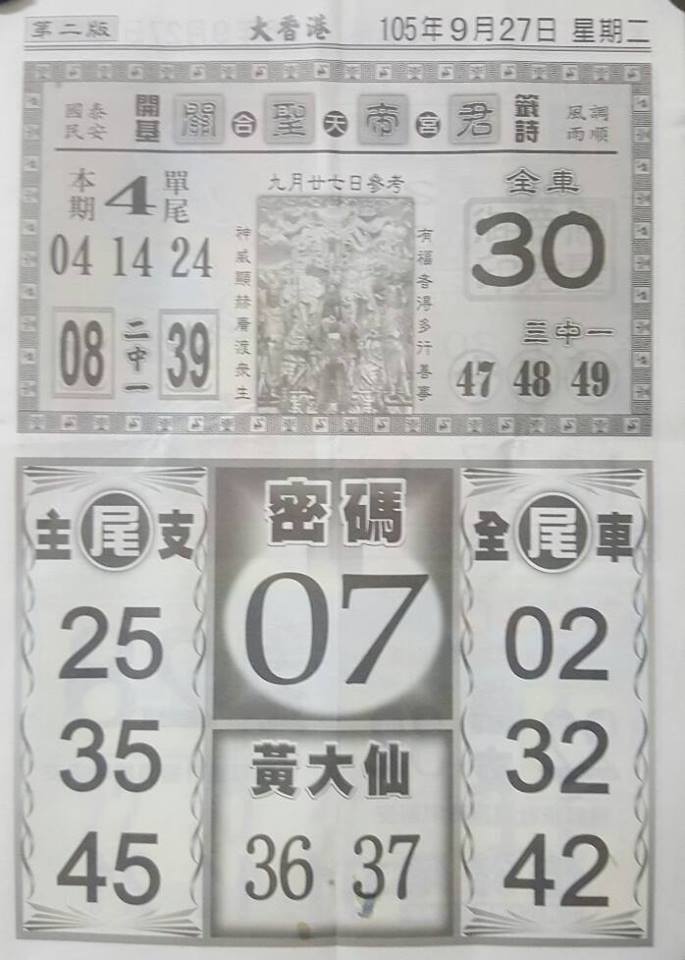 第二版 大香港 105年9月27日 星期二
國泰民安 開基 關合聖天帝宮君 籤詩 風調雨順
本期 4 單尾
04 14 24
08 二中一 39
九月廿七日參考
神威顯赫廣渡眾生
有福者得多行善事
全車
30
三中一
47 48 49
主尾支
25
35
45
密碼
07
黃大仙
36 37
全尾車
02
32
42